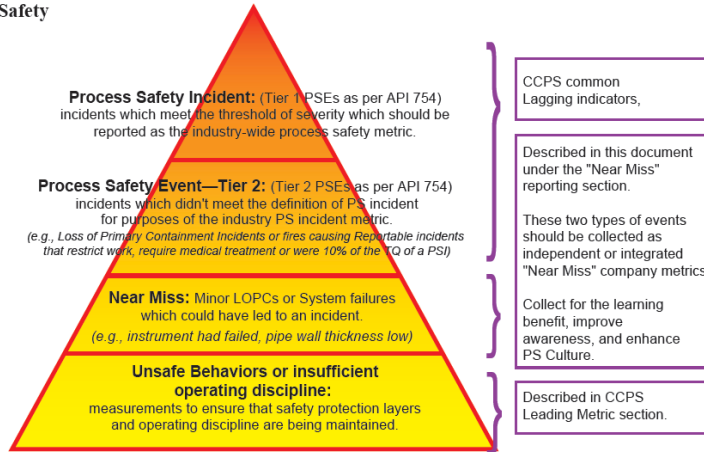 Safety
Process Safety Incident: (Tier 1 PSEs as per API 754)
incidents which meet the threshold of severity which should be
reported as the industry-wide process safety metric.
Process Safety Event—Tier 2: (Tier 2 PSEs as per API 754)
incidents which didn't meet the definition of PS incident
for purposes of the industry PS incident metric.
(e.g., Loss of Primary Containment Incidents or fires causing Reportable incidents
that restrict work, require medical treatment or were 10% of the TQ of a PSI)
Near Miss: Minor LOPCs or System failures
which could have led to an incident.
(e.g., instrument had failed, pipe wall thickness low)
Unsafe Behaviors or insufficient
operating discipline:
measurements to ensure that safety protection layers
and operating discipline are being maintained.
CCPS common
Lagging indicators,
Described in this document
under the "Near Miss"
reporting section.
These two types of events
should be collected as
independent or integrated
"Near Miss" company metrics
Collect for the learning
benefit, improve
awareness, and enhance
PS Culture.
Described in CCPS
Leading Metric section.